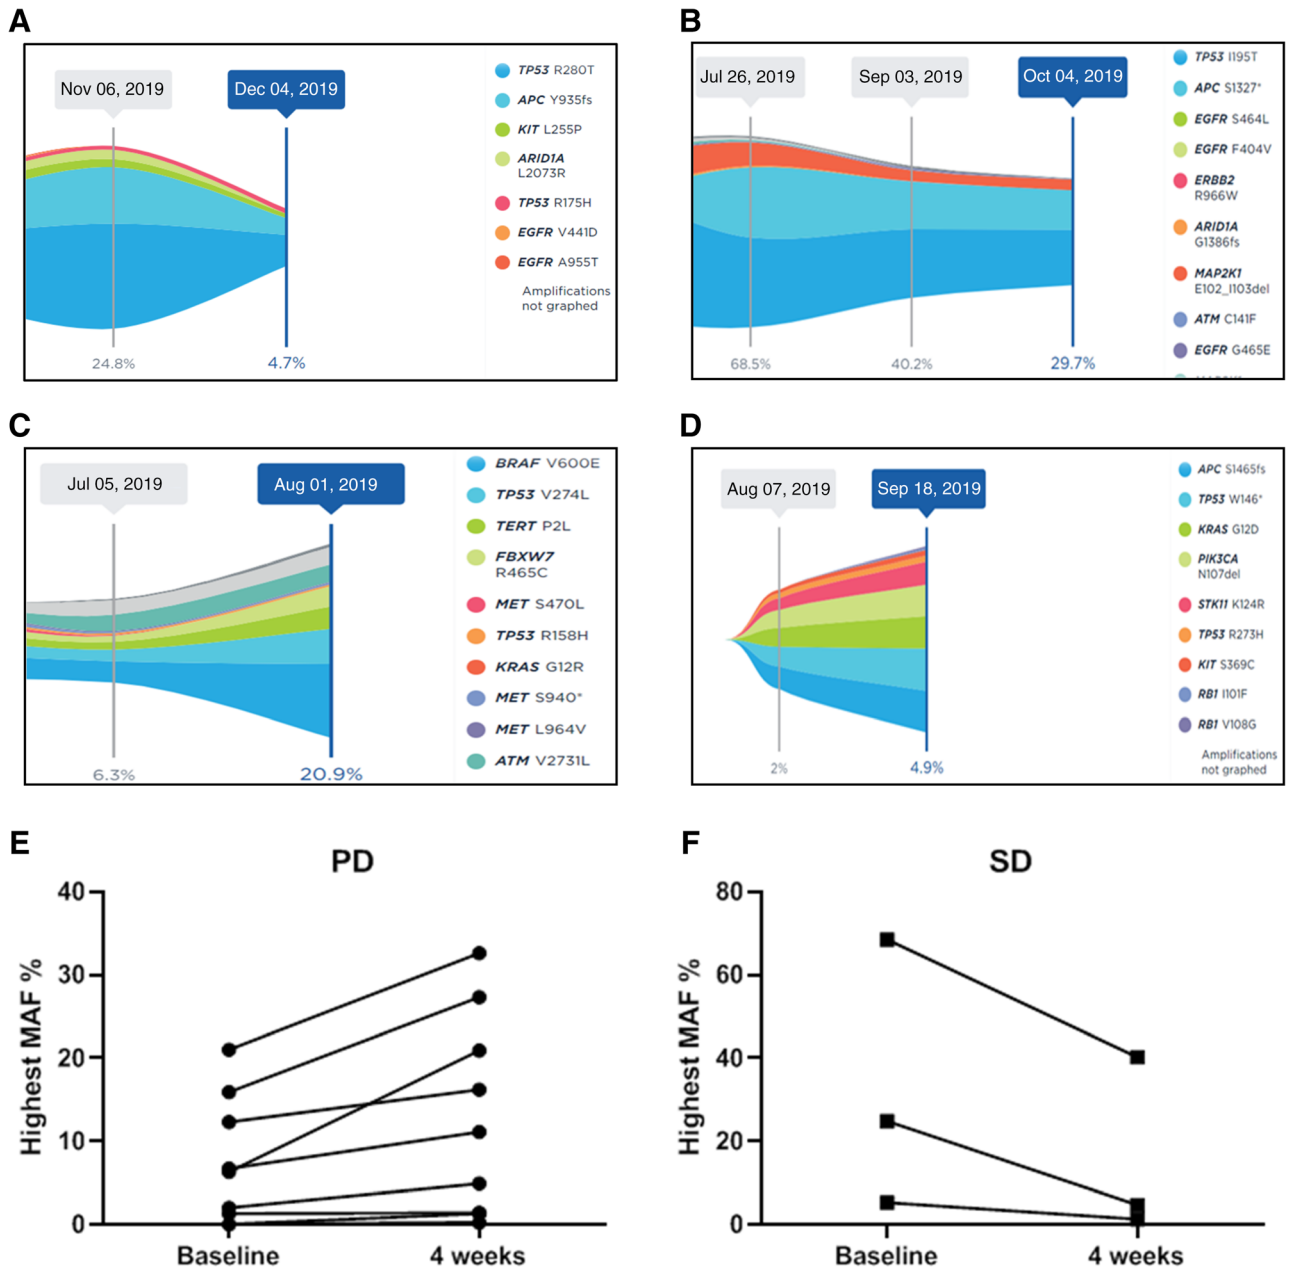 A
Nov 06, 2019
Dec 04, 2019
TP53 R280T
APC Y935fs
KIT L255P
ARID1A
L2073R
TP53 R175H
EGFR V441D
EGFR A955T
Amplifications
not graphed
24.8%
4.7%
B
Jul 26, 2019
Sep 03, 2019
Oct 04, 2019
TP53 I195T
APC S1327*
EGFR S464L
EGFR F404V
ERBB2
R966W
ARID1A
G1386fs
MAP2K1
E102_I103del
ATM C141F
EGFR G465E
68.5%
40.2%
29.7%
C
Jul 05, 2019
Aug 01, 2019
BRAF V600E
TP53 V274L
TERT P2L
FBXW7
R465C
MET S470L
TP53 R158H
KRAS G12R
MET S940*
MET L964V
ATM V2731L
6.3%
20.9%
D
Aug 07, 2019
Sep 18, 2019
APC S1465fs
TP53 W146*
KRAS G12D
PIK3CA
N107del
STK11 K124R
TP53 R273H
KIT S369C
RB1 I101F
RB1 V108G
Amplifications
not graphed
2%
4.9%
E
PD
Highest MAF %
40
30
20
10
0
Baseline
4 weeks
F
SD
Highest MAF %
80
60
40
20
0
Baseline
4 weeks